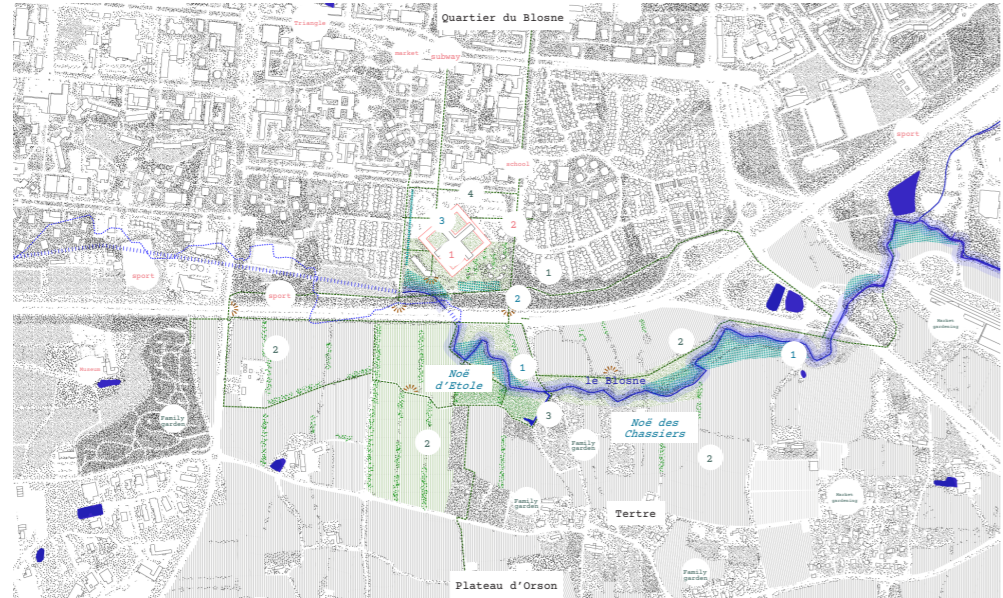 Quartier du Blosne
Triangle
market
subway
sport
school
4
3
2
1
1
sport
sport
2
Museum
2
2
1
Market
gardening
Noë
d'Etole
1
le Blosne
Family
garden
3
Noë des
Chassiers
2
Family
garden
2
Family
garden
Market
gardening
Tertre
Family
garden
Plateau d'Orson